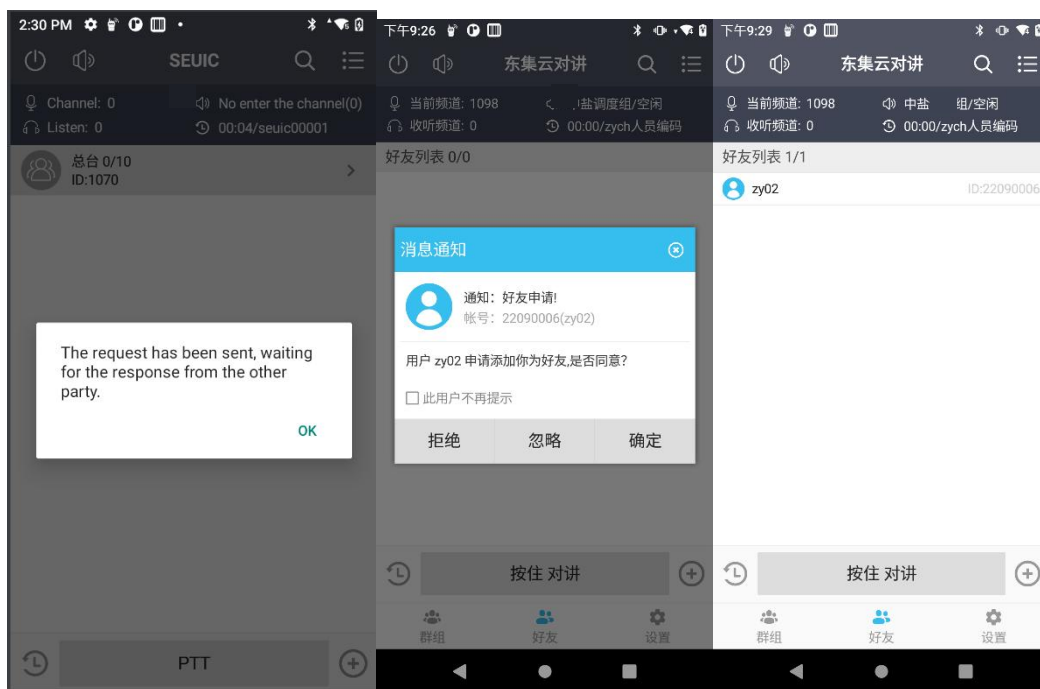 2:30 PM
SEUIC
Channel: 0
No enter the channel(0)
Listen: 0
00:04/seuic00001
总台 0/10
ID:1070
The request has been sent, waiting
for the response from the other
party.
OK
PTT
下午9:26
东集云对讲
当前频道: 1098
盐调度组/空闲
收听频道: 0
00:00/zych人员编码
好友列表 0/0
消息通知
通知: 好友申请!
帐号: 22090006(zy02)
用户 zy02 申请添加你为好友,是否同意?
此用户不再提示
拒绝
忽略
确定
按住 对讲
群组
好友
设置
下午9:29
东集云对讲
当前频道: 1098
中盐 组/空闲
收听频道: 0
00:00/zych人员编码
好友列表 1/1
zy02
ID:22090006
按住 对讲
群组
好友
设置